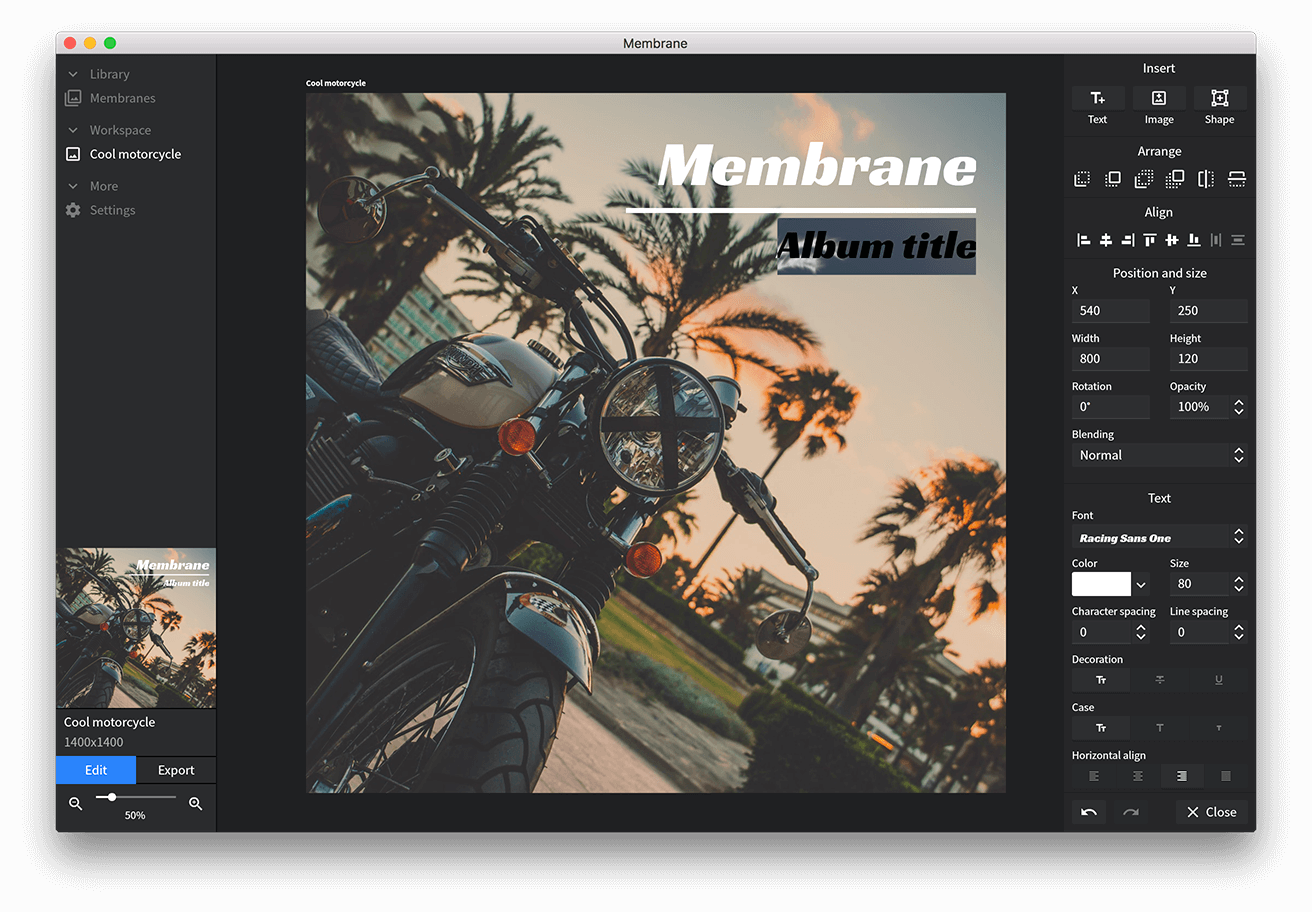 Membrane
Library
Membranes
Workspace
Cool motorcycle
More
Settings
Membrane
Album title
Cool motorcycle
1400x1400
Edit
Export
50%
Cool motorcycle
Membrane
Album title
Insert
Text
Image
Shape
Arrange
Align
Position and size
X
Y
540
250
Width
Height
800
120
Rotation
Opacity
0°
100%
Blending
Normal
Text
Font
Racing Sans One
Color
Size
80
Character spacing
Line spacing
0
0
Decoration
Case
Horizontal align
Close